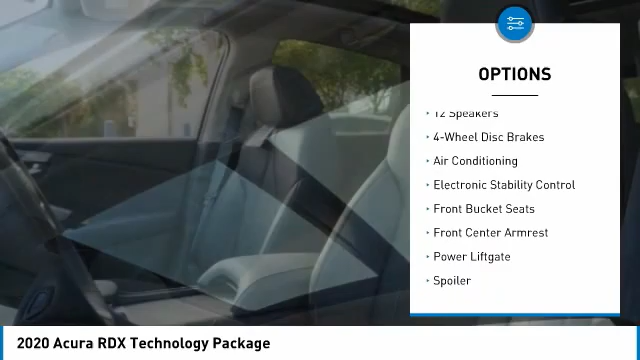 OPTIONS
12 Speakers
4-Wheel Disc Brakes
Air Conditioning
Electronic Stability Control
Front Bucket Seats
Front Center Armrest
Power Liftgate
Spoiler
2020 Acura RDX Technology Package